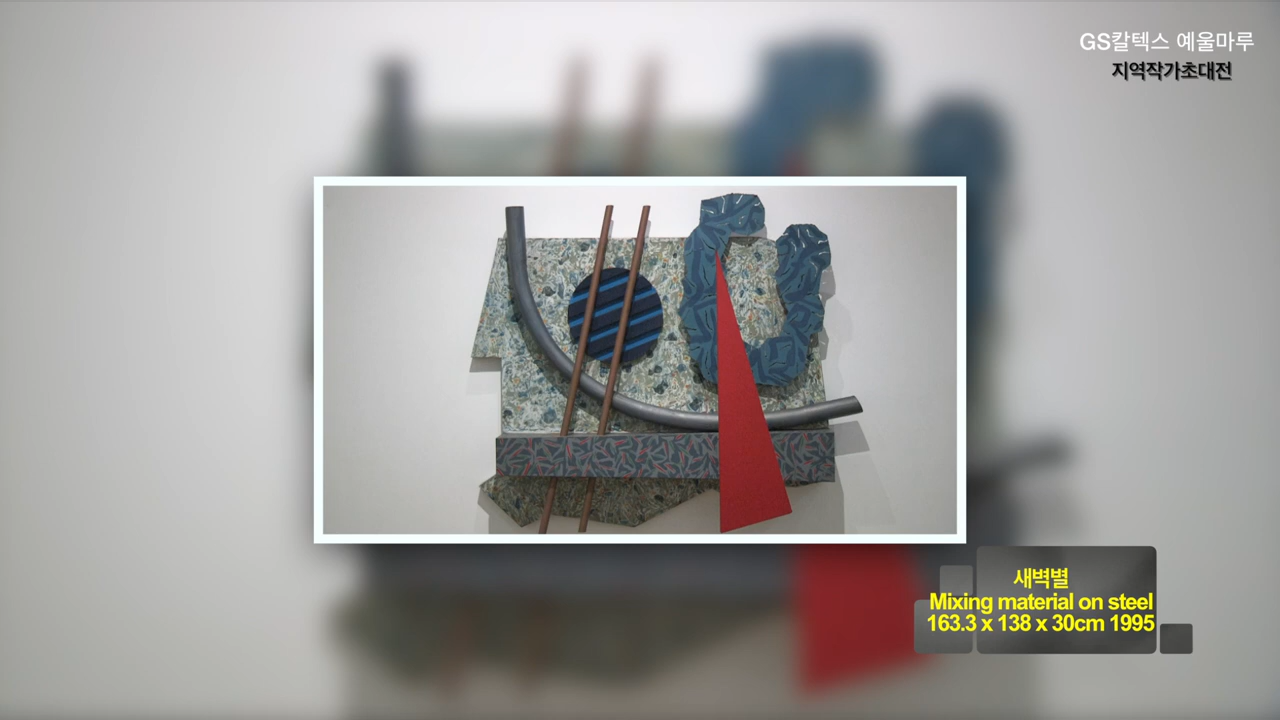 GS칼텍스 예울마루
지역작가초대전
새벽별
Mixing material on steel
163.3 x 138 x 30cm 1995